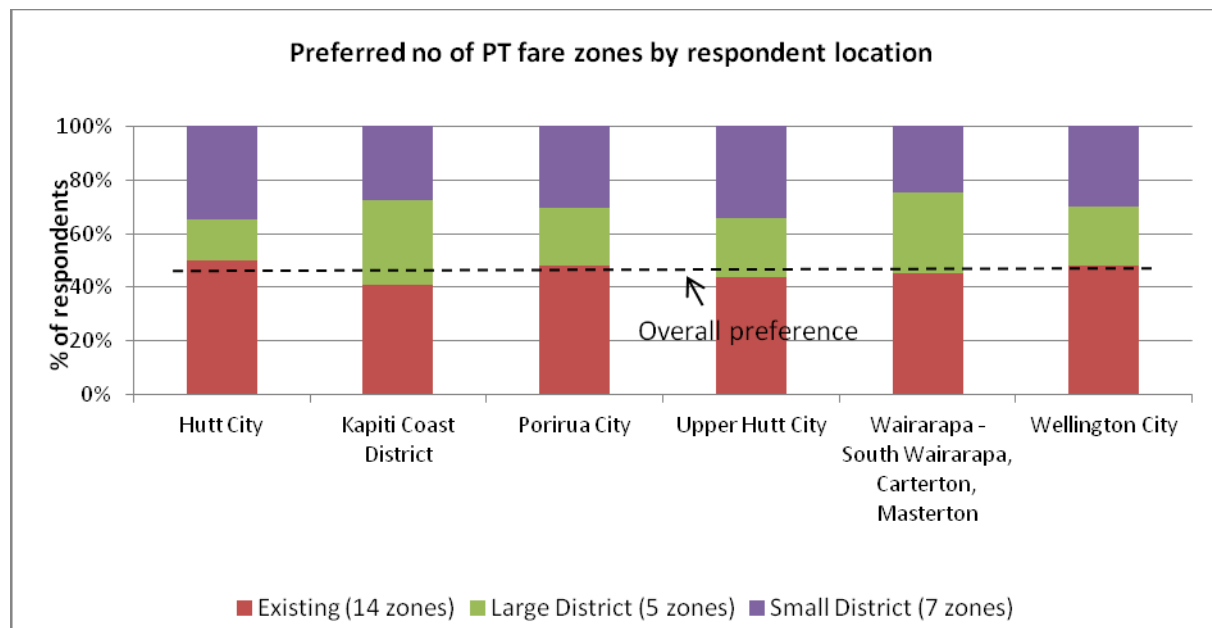 Preferred no of PT fare zones by respondent location
% of respondents
100%
80%
60%
40%
20%
0%
Overall preference
Hutt City
Kapiti Coast
District
Porirua City
Upper Hutt City
Wairarapa -
South Wairarapa,
Carterton,
Masterton
Wellington City
Existing (14 zones)
Large District (5 zones)
Small District (7 zones)